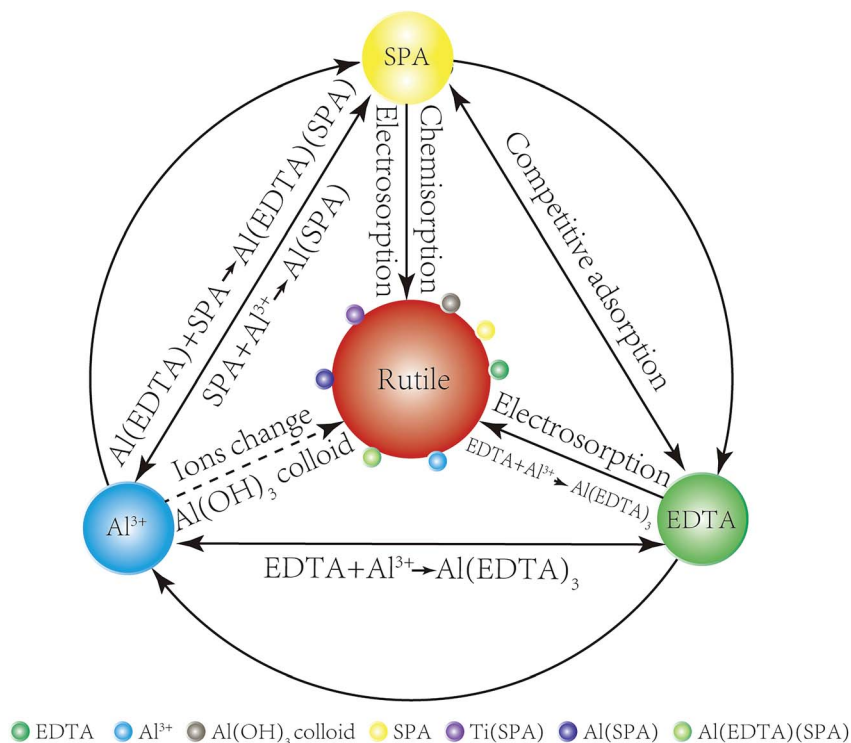 SPA
Electrosorption
Chemisorption
Competitive adsorption
Al(EDTA)+SPA→Al(EDTA)(SPA)
SPA+Al³⁺→Al(SPA)
Rutile
Ions change
Al(OH)₃ colloid
Electrosorption
EDTA+Al³⁺→Al(EDTA)₃
Al³⁺
EDTA
EDTA+Al³⁺→Al(EDTA)₃
EDTA Al³⁺ Al(OH)₃colloid SPA Ti(SPA) Al(SPA) Al(EDTA)(SPA)